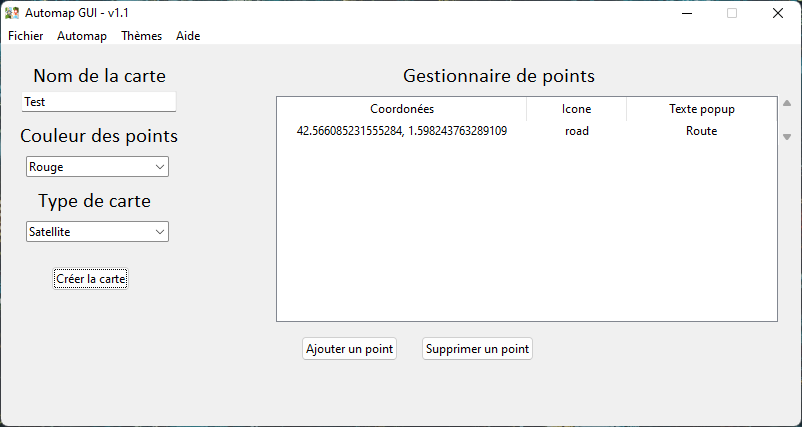 Automap GUI - v1.1
Fichier Automap Thèmes Aide
Nom de la carte
Test
Couleur des points
Rouge
Type de carte
Satellite
Créer la carte
Gestionnaire de points
Coordonées Icone Texte popup
42.566085231555284, 1.598243763289109 road Route
Ajouter un point Supprimer un point